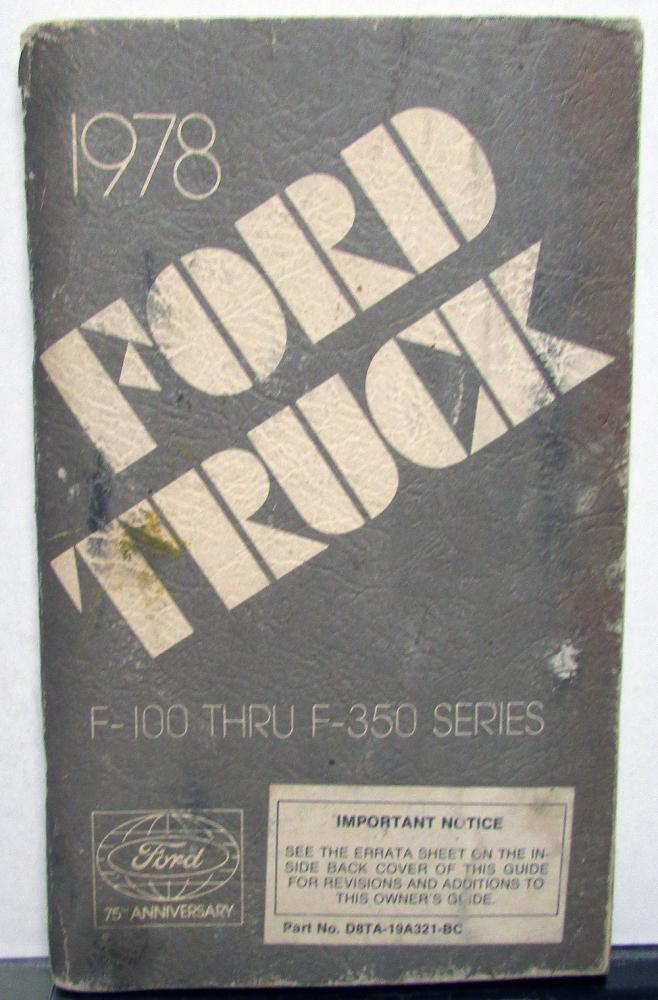 1978
FORD
TRUCK
F-100 THRU F-350 SERIES
Ford
75TH ANNIVERSARY
IMPORTANT NOTICE
SEE THE ERRATA SHEET ON THE IN-
SIDE BACK COVER OF THIS GUIDE
FOR REVISIONS AND ADDITIONS TO
THIS OWNER'S GUIDE.
Part No. D8TA-19A321-BC